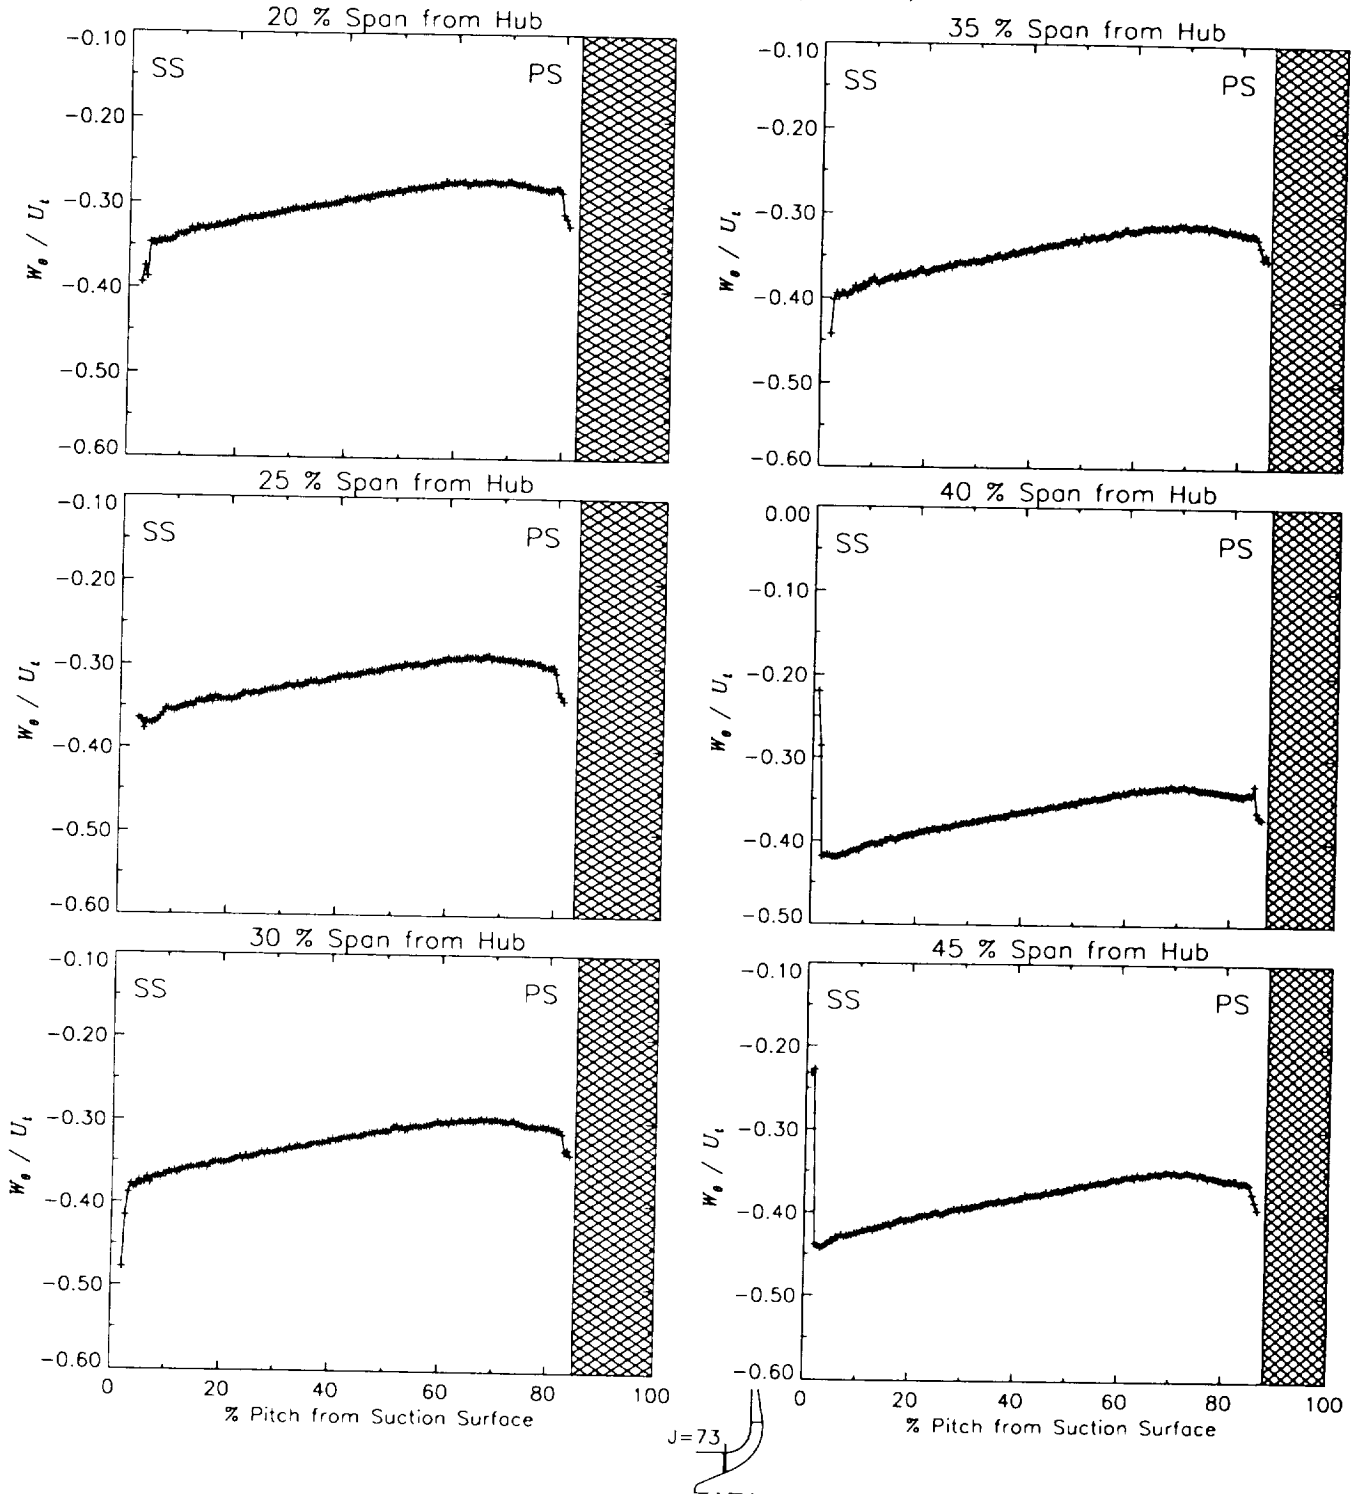 20 % Span from Hub
-0.10
SS
PS
-0.20
-0.30
-0.40
-0.50
-0.60
W_θ / U_t
25 % Span from Hub
-0.10
SS
PS
-0.20
-0.30
-0.40
-0.50
-0.60
W_θ / U_t
30 % Span from Hub
-0.10
SS
PS
-0.20
-0.30
-0.40
-0.50
-0.60
W_θ / U_t
0 20 40 60 80 100
% Pitch from Suction Surface
35 % Span from Hub
-0.10
SS
PS
-0.20
-0.30
-0.40
-0.50
-0.60
W_θ / U_t
40 % Span from Hub
0.00
SS
PS
-0.10
-0.20
-0.30
-0.40
-0.50
W_θ / U_t
45 % Span from Hub
-0.10
SS
PS
-0.20
-0.30
-0.40
-0.50
-0.60
W_θ / U_t
0 20 40 60 80 100
% Pitch from Suction Surface
J=73